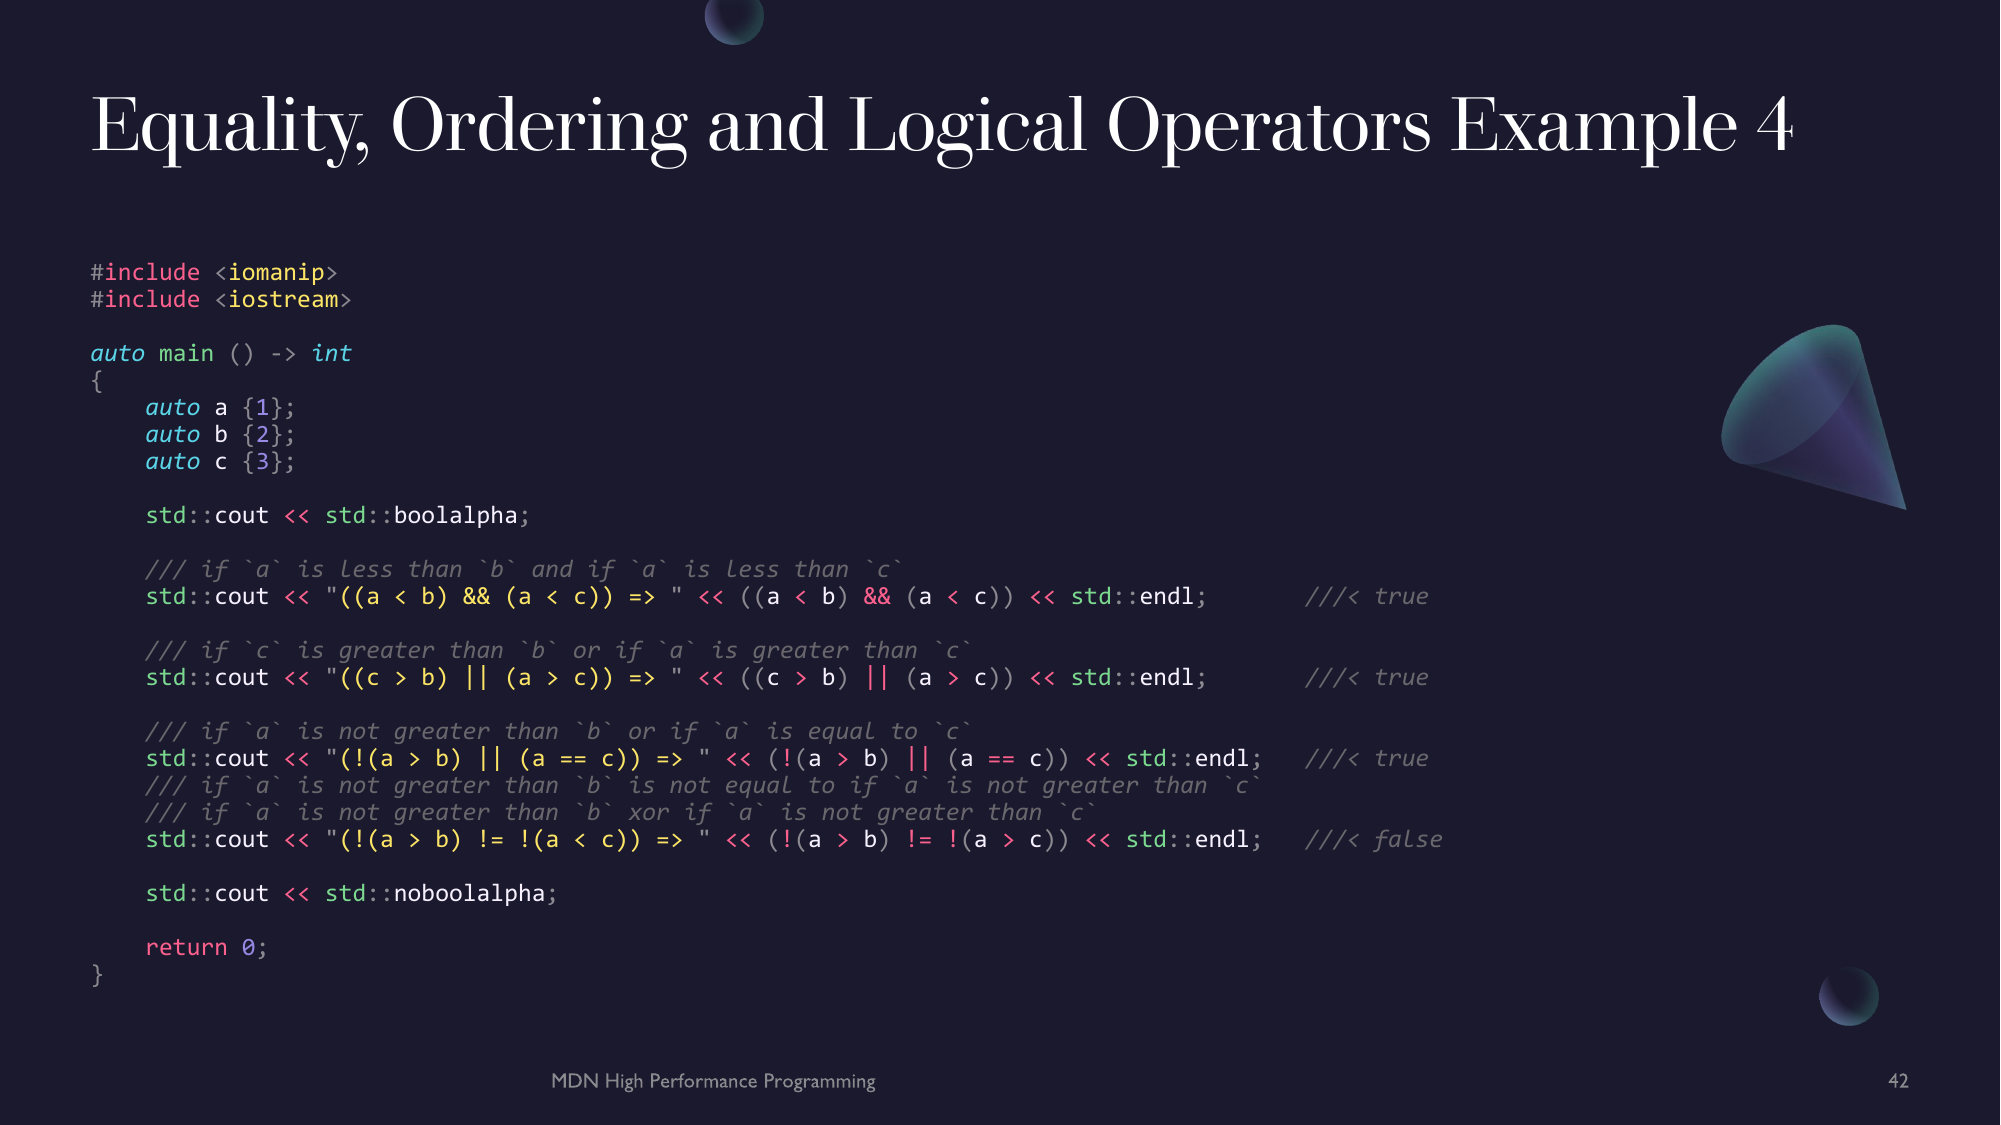 Equality, Ordering and Logical Operators Example 4
#include <iomanip>
#include <iostream>
auto main () -> int
{
    auto a {1};
    auto b {2};
    auto c {3};
    std::cout << std::boolalpha;
    /// if `a` is less than `b` and if `a` is less than `c`
    std::cout << "((a < b) && (a < c)) => " << ((a < b) && (a < c)) << std::endl;       ///< true
    /// if `c` is greater than `b` or if `a` is greater than `c`
    std::cout << "((c > b) || (a > c)) => " << ((c > b) || (a > c)) << std::endl;       ///< true
    /// if `a` is not greater than `b` or if `a` is equal to `c`
    std::cout << "(!(a > b) || (a == c)) => " << (!(a > b) || (a == c)) << std::endl;   ///< true
    /// if `a` is not greater than `b` is not equal to if `a` is not greater than `c`
    /// if `a` is not greater than `b` xor if `a` is not greater than `c`
    std::cout << "(!(a > b) != !(a < c)) => " << (!(a > b) != !(a > c)) << std::endl;   ///< false
    std::cout << std::noboolalpha;
    return 0;
}
MDN High Performance Programming
42